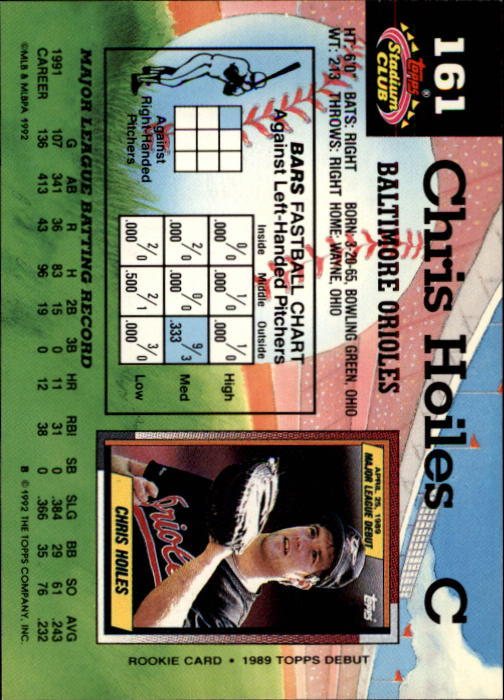 161
Topps®
Stadium
CLUB
Chris Hoiles C
BALTIMORE ORIOLES
HT: 6'0" BATS: RIGHT BORN: 3-20-65, BOWLING GREEN, OHIO
WT: 213 THROWS: RIGHT HOME: WAYNE, OHIO
BARS FASTBALL CHART
Against Left-Handed Pitchers
Inside Middle Outside
0/0 1/0 1/0 High
.000 .000 .000
2/0 0/0 9/3 Med
.000 .000 .333
2/0 2/1 3/0 Low
.000 .500 .000
Against
Right-Handed
Pitchers
APRIL 25, 1989
MAJOR LEAGUE DEBUT
Topps
Orioles
CHRIS HOILES
ROOKIE CARD • 1989 TOPPS DEBUT
MAJOR LEAGUE BATTING RECORD
G AB R H 2B 3B HR RBI SB SLG BB SO AVG
1991 107 341 36 83 15 0 11 31 0 .384 29 61 .243
CAREER 136 413 43 96 19 0 12 38 0 .366 35 76 .232
©MLB & MLBPA 1992
B © 1992 THE TOPPS COMPANY, INC.